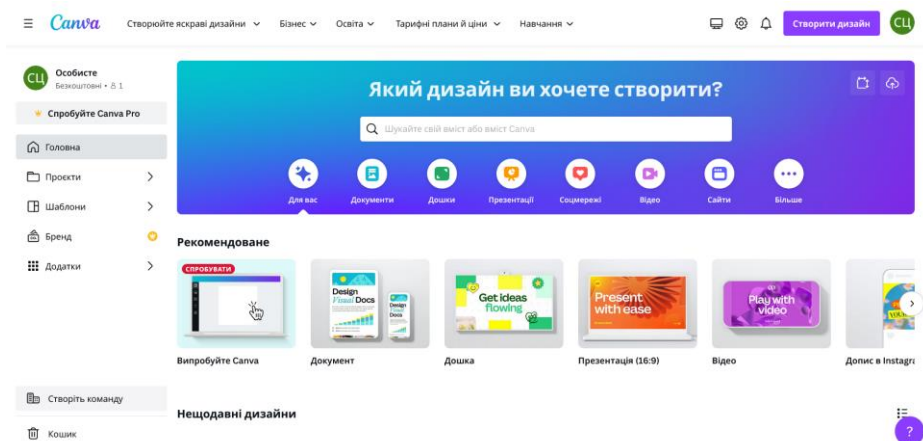 Canva
Створюйте яскраві дизайни
Бізнес
Освіта
Тарифні плани й ціни
Навчання
Створити дизайн
СЦ
СЦ
Особисте
Безкоштовні • 1
Спробуйте Canva Pro
Головна
Проєкти
Шаблони
Бренд
Додатки
Створіть команду
Кошик
Який дизайн ви хочете створити?
Шукайте свій вміст або вміст Canva
Для вас
Документи
Дошки
Презентації
Соцмережі
Відео
Сайти
Більше
Рекомендоване
СПРОБУВАТИ
Випробуйте Canva
Design
Visual Docs
Design
Visual Docs
Документ
Get ideas
flowing
Дошка
Present
with ease
Презентація (16:9)
Play with
video
Відео
Допис в Instagra
Нещодавні дизайни
?